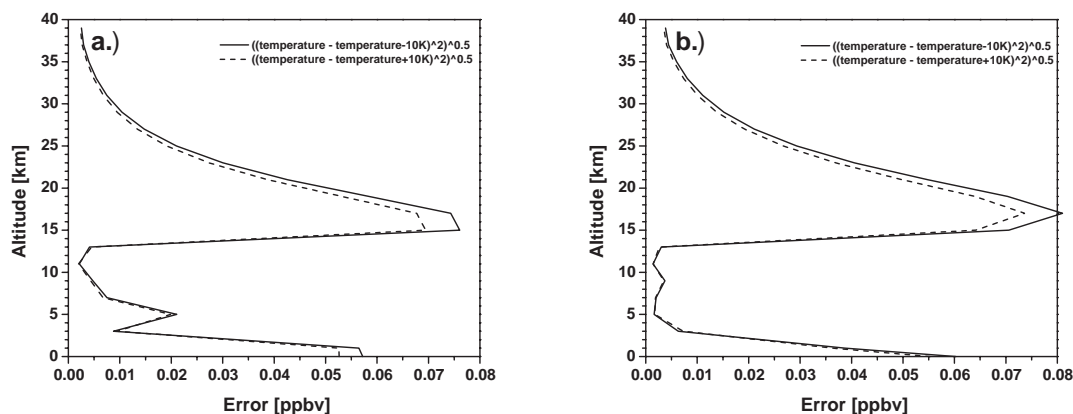 a.)
((temperature - temperature-10K)^2)^0.5
((temperature - temperature+10K)^2)^0.5
40
35
30
25
20
15
10
5
0
Altitude [km]
0.00 0.01 0.02 0.03 0.04 0.05 0.06 0.07 0.08
Error [ppbv]
b.)
((temperature - temperature-10K)^2)^0.5
((temperature - temperature+10K)^2)^0.5
40
35
30
25
20
15
10
5
0
Altitude [km]
0.00 0.01 0.02 0.03 0.04 0.05 0.06 0.07 0.08
Error [ppbv]